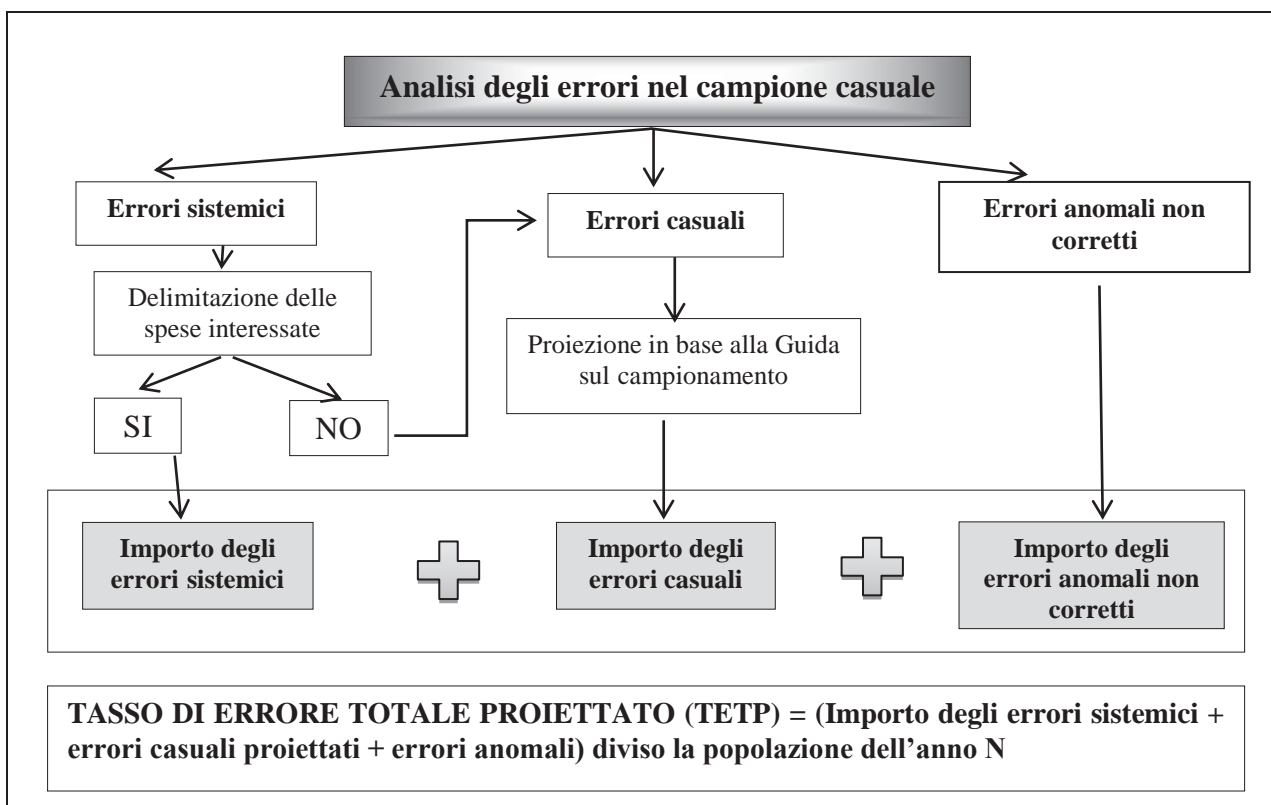 Analisi degli errori nel campione casuale
Errori sistemici
Errori casuali
Errori anomali non
corretti
Delimitazione delle
spese interessate
Proiezione in base alla Guida
sul campionamento
SI
NO
Importo degli
errori sistemici
Importo degli
errori casuali
Importo degli
errori anomali non
corretti
TASSO DI ERRORE TOTALE PROIETTATO (TETP) = (Importo degli errori sistemici +
errori casuali proiettati + errori anomali) diviso la popolazione dell'anno N